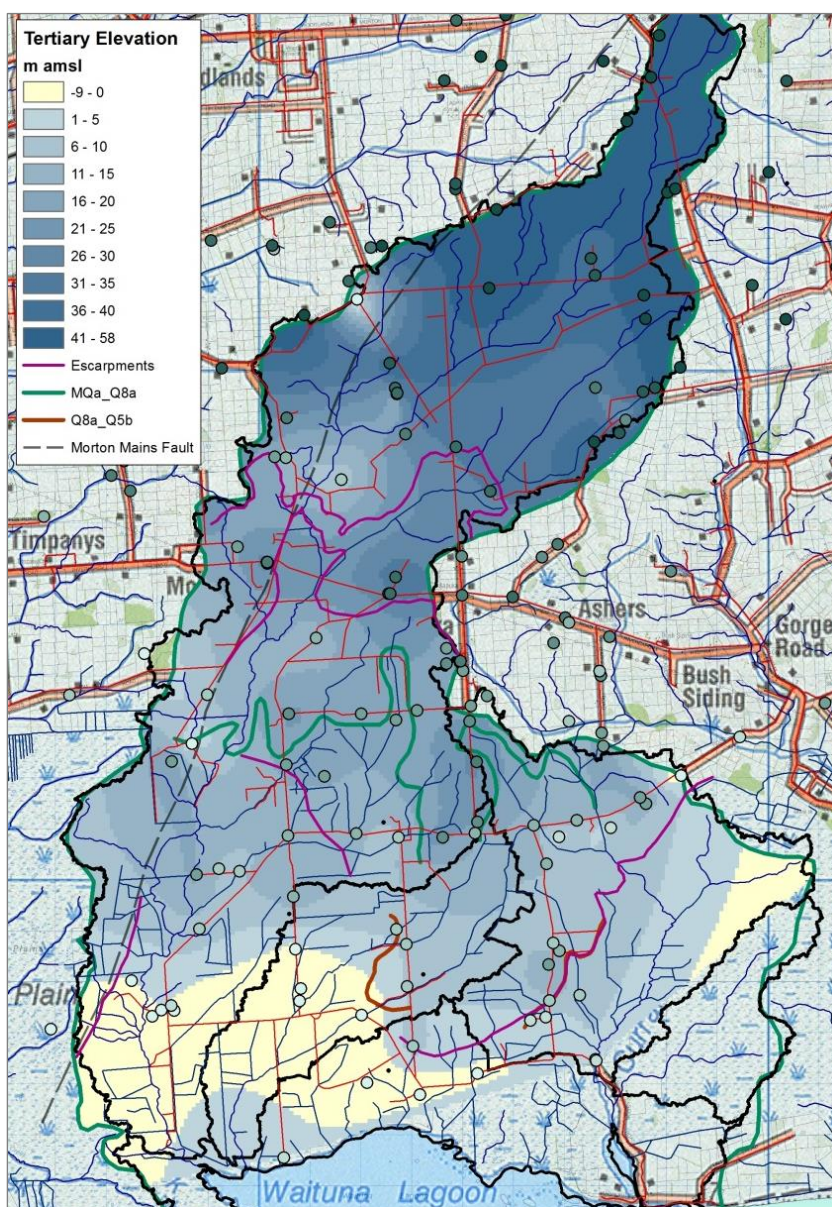 Tertiary Elevation
m amsl
-9 - 0
1 - 5
6 - 10
11 - 15
16 - 20
21 - 25
26 - 30
31 - 35
36 - 40
41 - 58
Escarpments
MQa_Q8a
Q8a_Q5b
Morton Mains Fault
dlands
Timpanys
Mo
Ashers
Gorge
Road
Bush
Siding
Plain
Waituna Lagoon